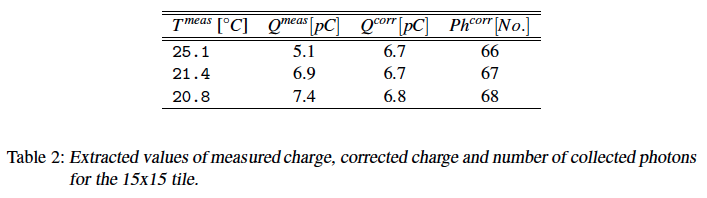 T^meas [°C] Q^meas [pC] Q^corr [pC] Ph^corr [No.]
25.1 5.1 6.7 66
21.4 6.9 6.7 67
20.8 7.4 6.8 68
Table 2: Extracted values of measured charge, corrected charge and number of collected photons
for the 15x15 tile.